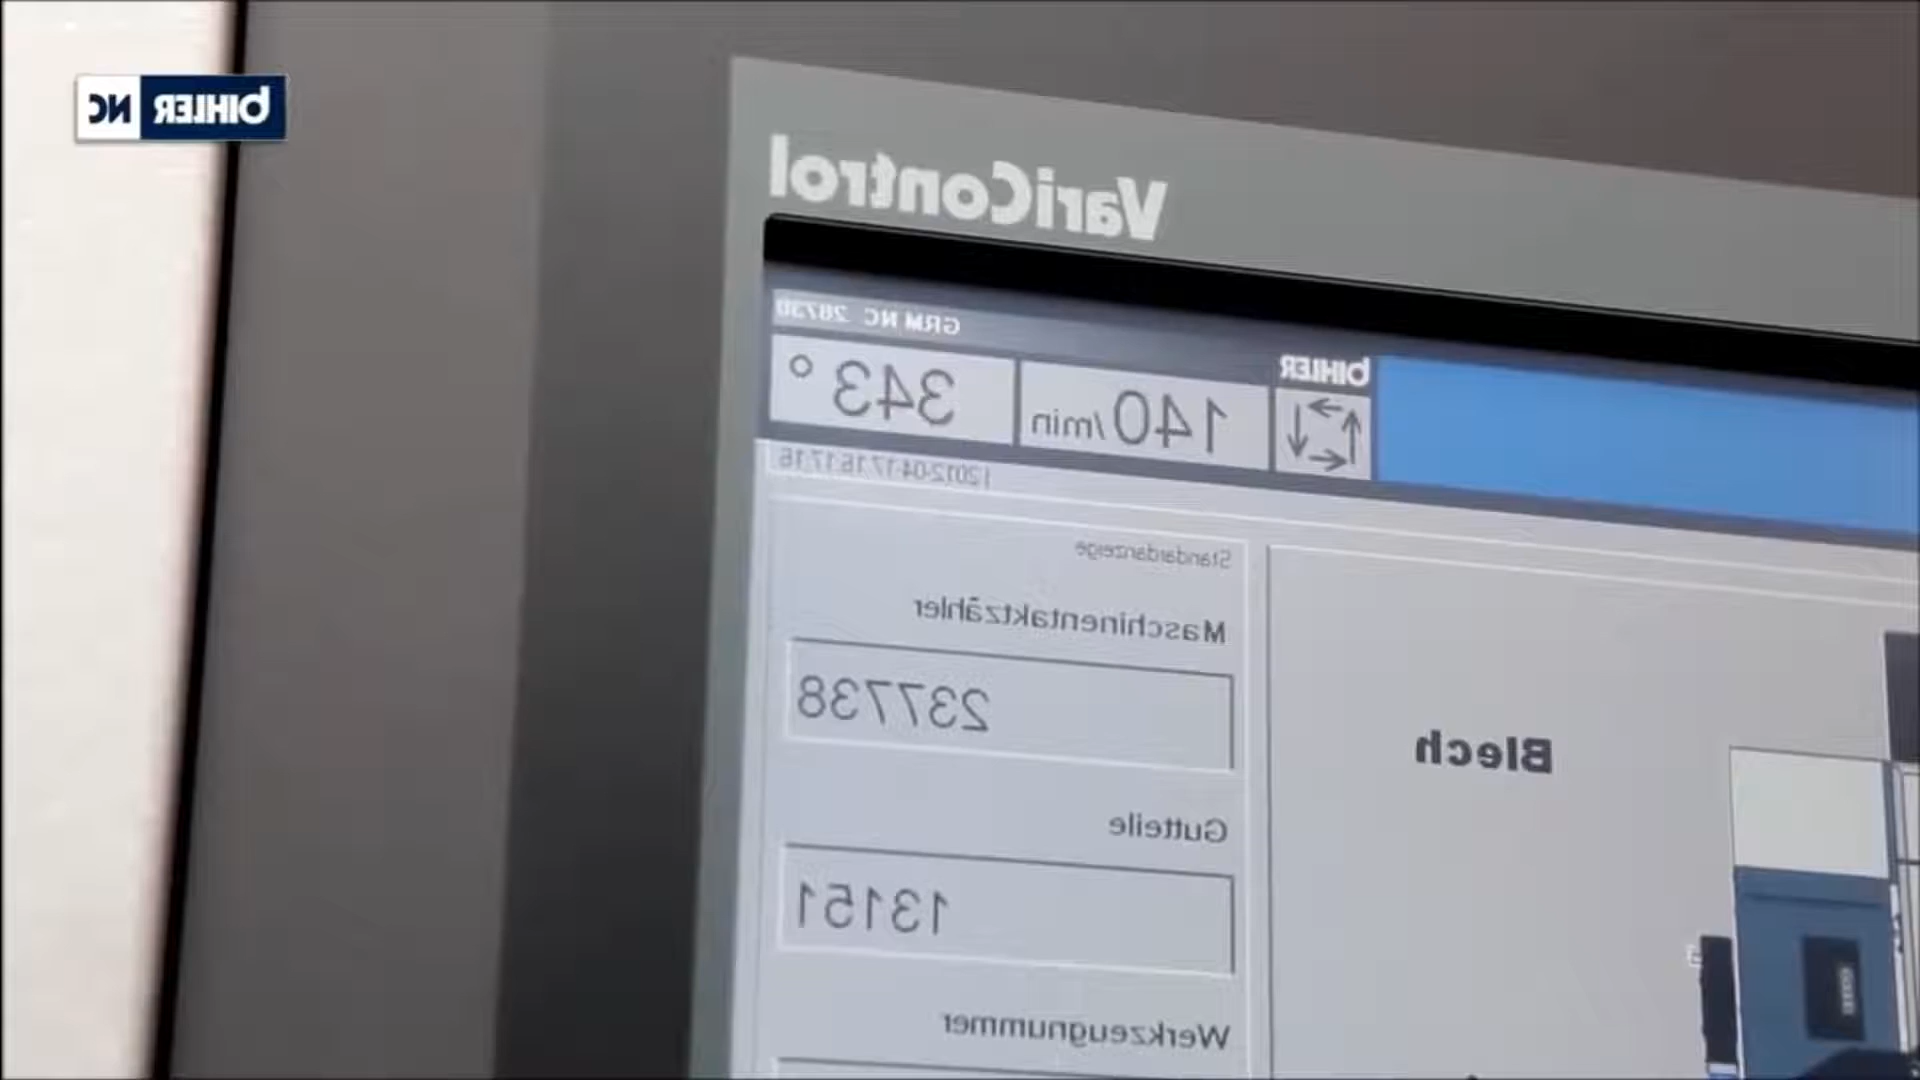 BIHLER NC
VariControl
BIHLER
140/min
343°
GRM NC 28730
2012-04-17 16:17:16
Standardanzeige
Maschinentaktzähler
237738
Gutteile
13151
Werkzeugnummer
Blech